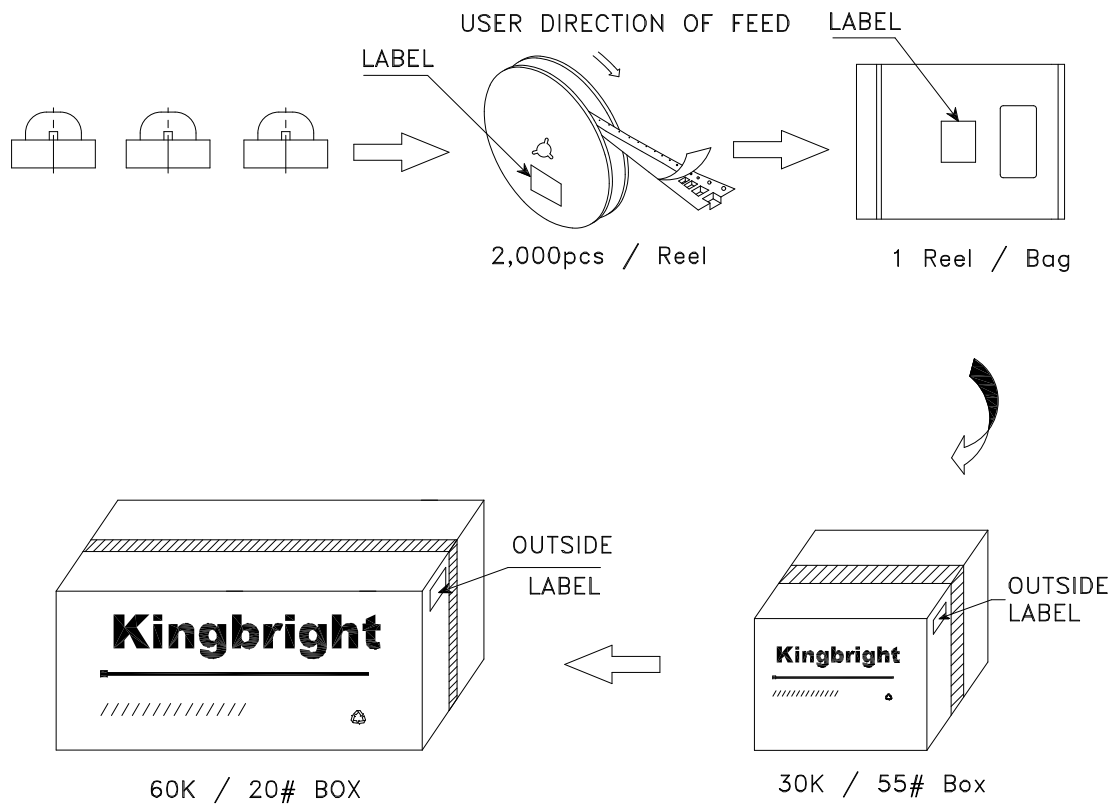 USER DIRECTION OF FEED
LABEL
LABEL
2,000pcs / Reel
1 Reel / Bag
OUTSIDE
LABEL
Kingbright
60K / 20# BOX
OUTSIDE
LABEL
Kingbright
30K / 55# Box